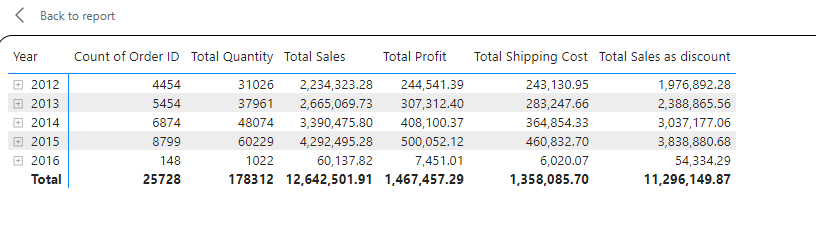 Back to report
Year Count of Order ID Total Quantity Total Sales Total Profit Total Shipping Cost Total Sales as discount
2012 4454 31026 2,234,323.28 244,541.39 243,130.95 1,976,892.28
2013 5454 37961 2,665,069.73 307,312.40 283,247.66 2,388,865.56
2014 6874 48074 3,390,475.80 408,100.37 364,854.33 3,037,177.06
2015 8799 60229 4,292,495.28 500,052.12 460,832.70 3,838,880.68
2016 148 1022 60,137.82 7,451.01 6,020.07 54,334.29
Total 25728 178312 12,642,501.91 1,467,457.29 1,358,085.70 11,296,149.87